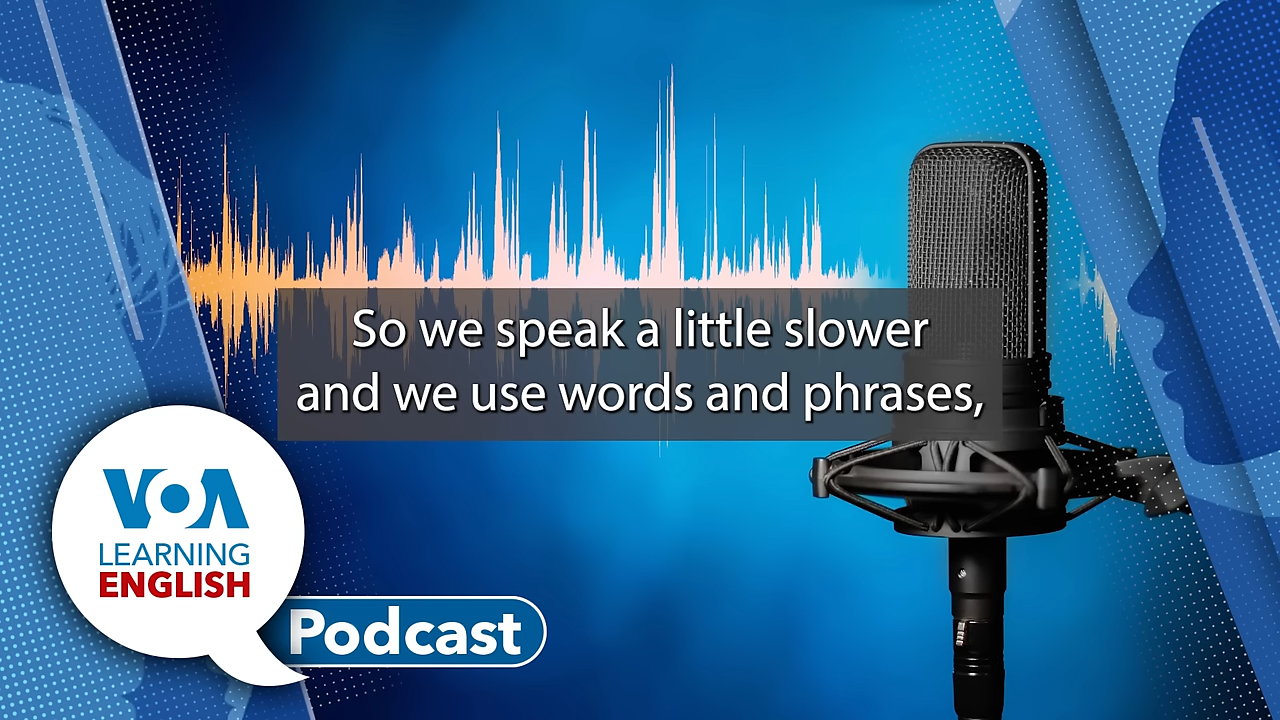 So we speak a little slower
and we use words and phrases,
VOA
LEARNING
ENGLISH
Podcast